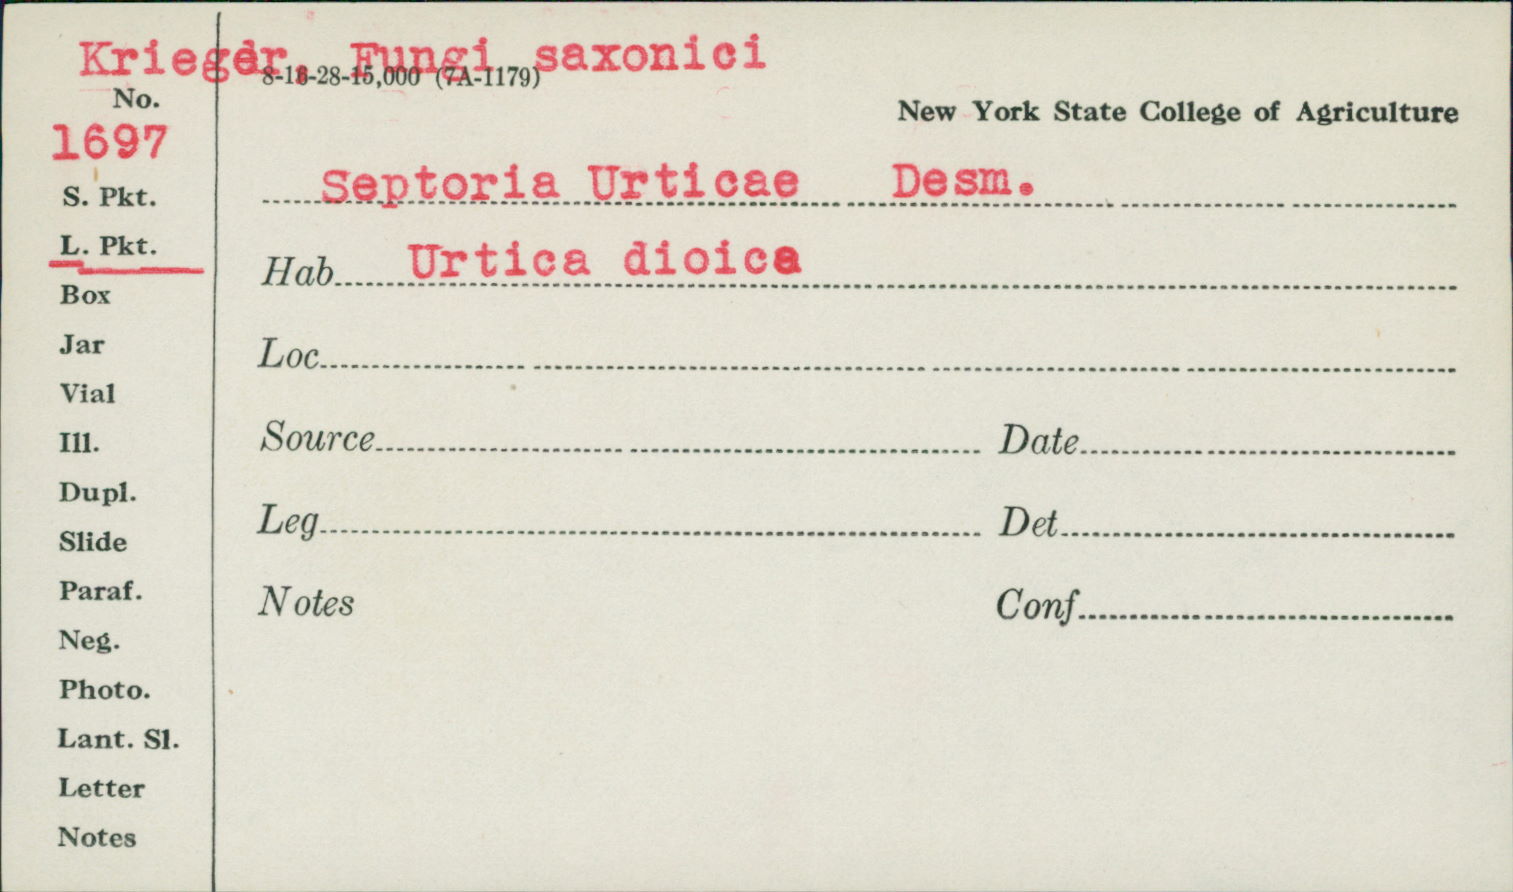 Krieger, Fungi saxonici
8-18-28-15,000 (7A-1179)
No.
1697
New York State College of Agriculture
Septoria Urticae Desm.
S. Pkt.
L. Pkt.
Hab. Urtica dioica
Box
Jar
Loc.
Vial
Ill.
Source
Date
Dupl.
Slide
Leg.
Det.
Paraf.
Notes
Conf.
Neg.
Photo.
Lant. Sl.
Letter
Notes